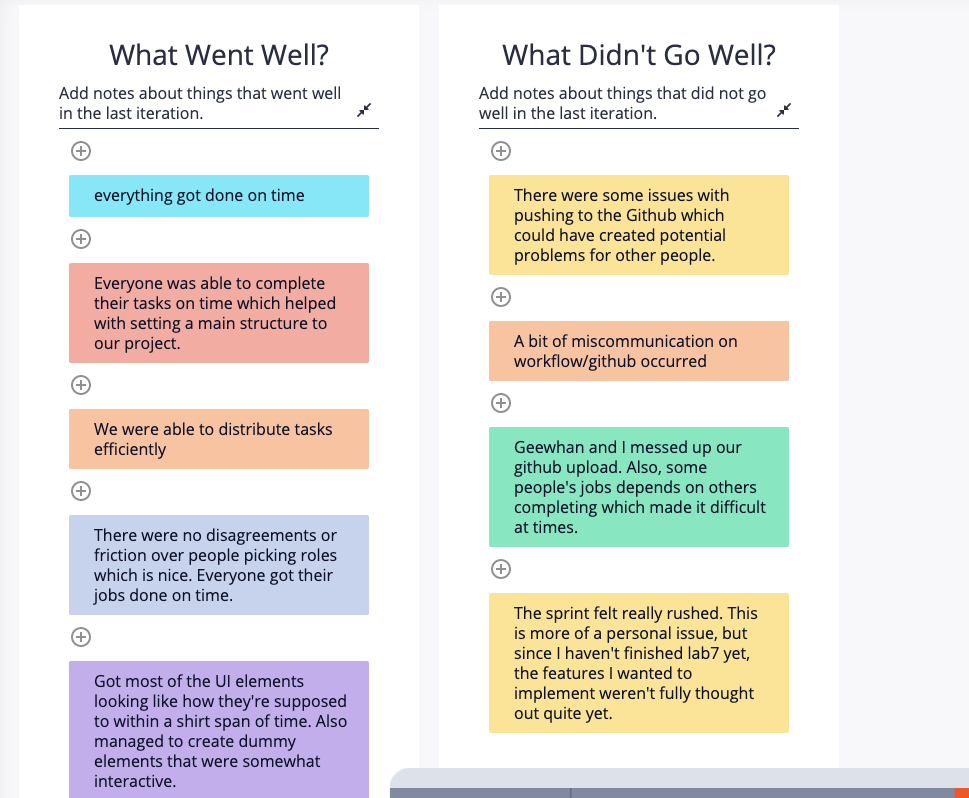 What Went Well?
Add notes about things that went well
in the last iteration.
everything got done on time
Everyone was able to complete
their tasks on time which helped
with setting a main structure to
our project.
We were able to distribute tasks
efficiently
There were no disagreements or
friction over people picking roles
which is nice. Everyone got their
jobs done on time.
Got most of the UI elements
looking like how they're supposed
to within a shirt span of time. Also
managed to create dummy
elements that were somewhat
interactive.
What Didn't Go Well?
Add notes about things that did not go
well in the last iteration.
There were some issues with
pushing to the Github which
could have created potential
problems for other people.
A bit of miscommunication on
workflow/github occurred
Geewhan and I messed up our
github upload. Also, some
people's jobs depends on others
completing which made it difficult
at times.
The sprint felt really rushed. This
is more of a personal issue, but
since I haven't finished lab7 yet,
the features I wanted to
implement weren't fully thought
out quite yet.